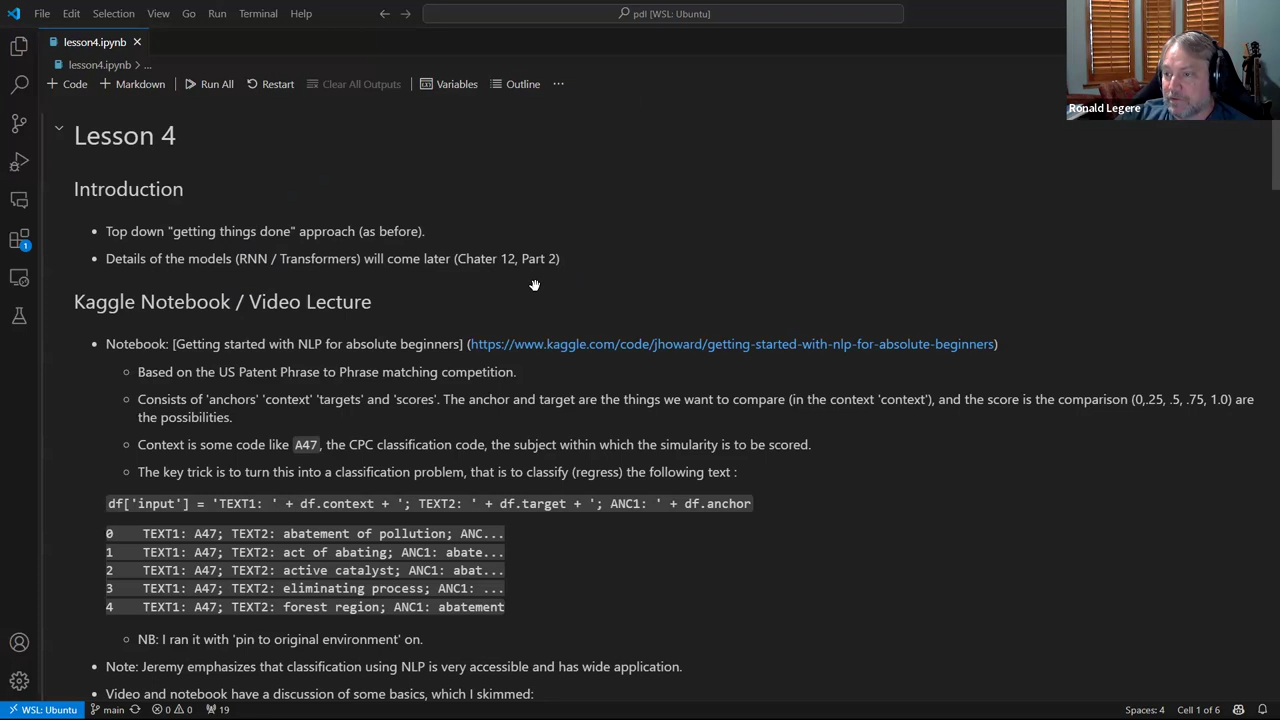 File Edit Selection View Go Run Terminal Help
pdl [WSL: Ubuntu]
lesson4.ipynb
lesson4.ipynb > ...
Code Markdown Run All Restart Clear All Outputs Variables Outline ...
Ronald Legere
Lesson 4
Introduction
• Top down "getting things done" approach (as before).
• Details of the models (RNN / Transformers) will come later (Chater 12, Part 2)
Kaggle Notebook / Video Lecture
• Notebook: [Getting started with NLP for absolute beginners] (https://www.kaggle.com/code/jhoward/getting-started-with-nlp-for-absolute-beginners)
◦ Based on the US Patent Phrase to Phrase matching competition.
◦ Consists of 'anchors' 'context' 'targets' and 'scores'. The anchor and target are the things we want to compare (in the context 'context'), and the score is the comparison (0,.25, .5, .75, 1.0) are
the possibilities.
◦ Context is some code like A47, the CPC classification code, the subject within which the simularity is to be scored.
◦ The key trick is to turn this into a classification problem, that is to classify (regress) the following text :
df['input'] = 'TEXT1: ' + df.context + '; TEXT2: ' + df.target + '; ANC1: ' + df.anchor
0 TEXT1: A47; TEXT2: abatement of pollution; ANC...
1 TEXT1: A47; TEXT2: act of abating; ANC1: abate...
2 TEXT1: A47; TEXT2: active catalyst; ANC1: abat...
3 TEXT1: A47; TEXT2: eliminating process; ANC1: ...
4 TEXT1: A47; TEXT2: forest region; ANC1: abatement
◦ NB: I ran it with 'pin to original environment' on.
• Note: Jeremy emphasizes that classification using NLP is very accessible and has wide application.
• Video and notebook have a discussion of some basics, which I skimmed:
1
WSL: Ubuntu main 0 0 19 Spaces: 4 Cell 1 of 6